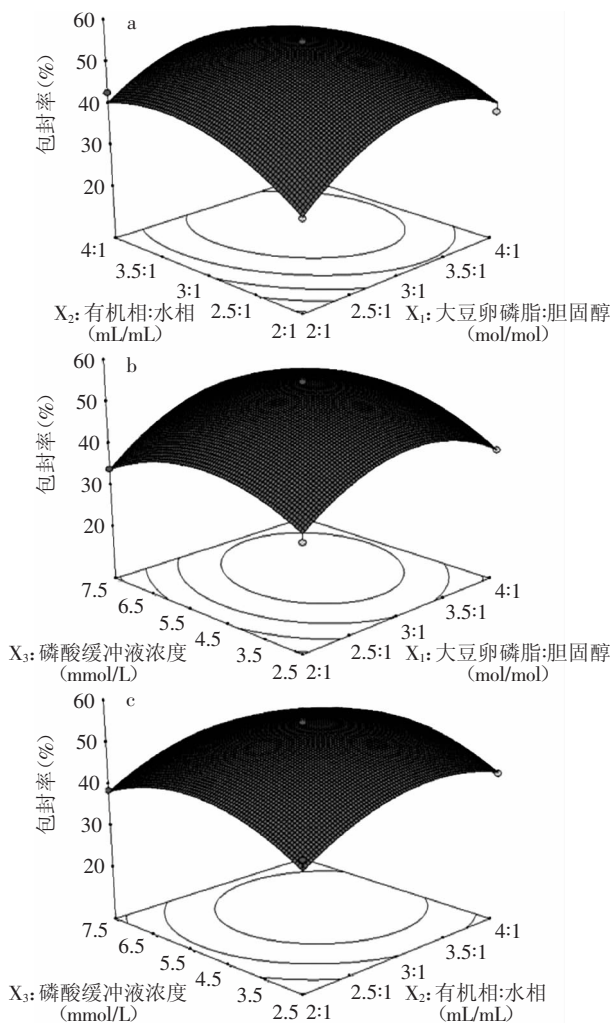 a
60
50
40
30
20
包封率(%)
4:1
3.5:1
3:1
2.5:1
2:1
X₂:有机相:水相
(mL/mL)
2:1
2.5:1
3:1
3.5:1
4:1
X₁:大豆卵磷脂:胆固醇
(mol/mol)
b
60
50
40
30
20
包封率(%)
7.5
6.5
5.5
4.5
3.5
2.5
X₃:磷酸缓冲液浓度
(mmol/L)
2:1
2.5:1
3:1
3.5:1
4:1
X₁:大豆卵磷脂:胆固醇
(mol/mol)
c
60
50
40
30
20
包封率(%)
7.5
6.5
5.5
4.5
3.5
2.5
X₃:磷酸缓冲液浓度
(mmol/L)
2:1
2.5:1
3:1
3.5:1
4:1
X₂:有机相:水相
(mL/mL)